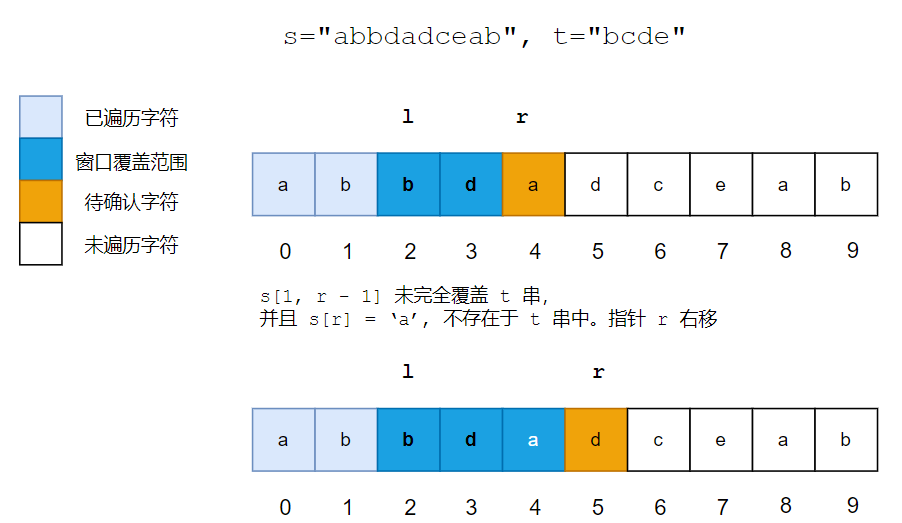 s="abbdadceab", t="bcde"
已遍历字符
窗口覆盖范围
待确认字符
未遍历字符
l r
a b b d a d c e a b
0 1 2 3 4 5 6 7 8 9
s[l, r - 1] 未完全覆盖 t 串,
并且 s[r] = ‘a’, 不存在于 t 串中。指针 r 右移
l r
a b b d a d c e a b
0 1 2 3 4 5 6 7 8 9